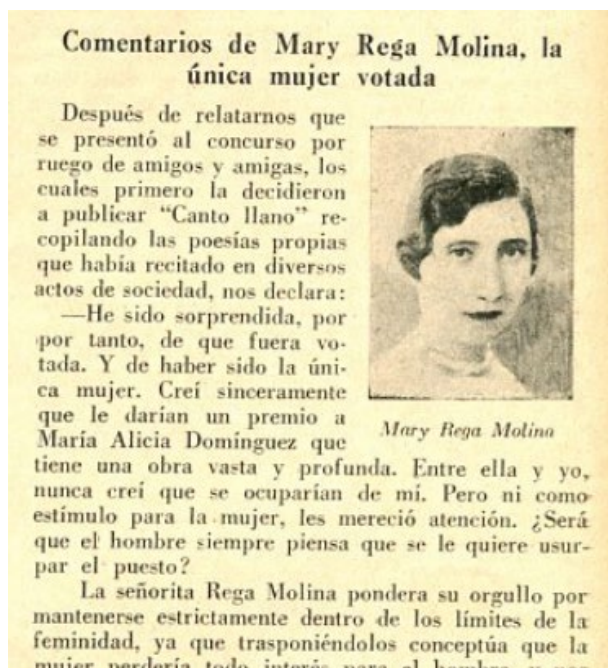 Comentarios de Mary Rega Molina, la
única mujer votada
Después de relatarnos que
se presentó al concurso por
ruego de amigos y amigas, los
cuales primero la decidieron
a publicar “Canto llano” re-
copilando las poesías propias
que había recitado en diversos
actos de sociedad, nos declara:
—He sido sorprendida, por
por tanto, de que fuera vo-
tada. Y de haber sido la úni-
ca mujer. Creí sinceramente
que le darían un premio a
María Alicia Domínguez que
Mary Rega Molina
tiene una obra vasta y profunda. Entre ella y yo,
nunca creí que se ocuparían de mí. Pero ni como
estímulo para la mujer, les mereció atención. ¿Será
que el hombre siempre piensa que se le quiere usur-
par el puesto?
La señorita Rega Molina pondera su orgullo por
mantenerse estrictamente dentro de los límites de la
feminidad, ya que trasponiéndolos conceptúa que la
mujer perdería todo interés para el hombre